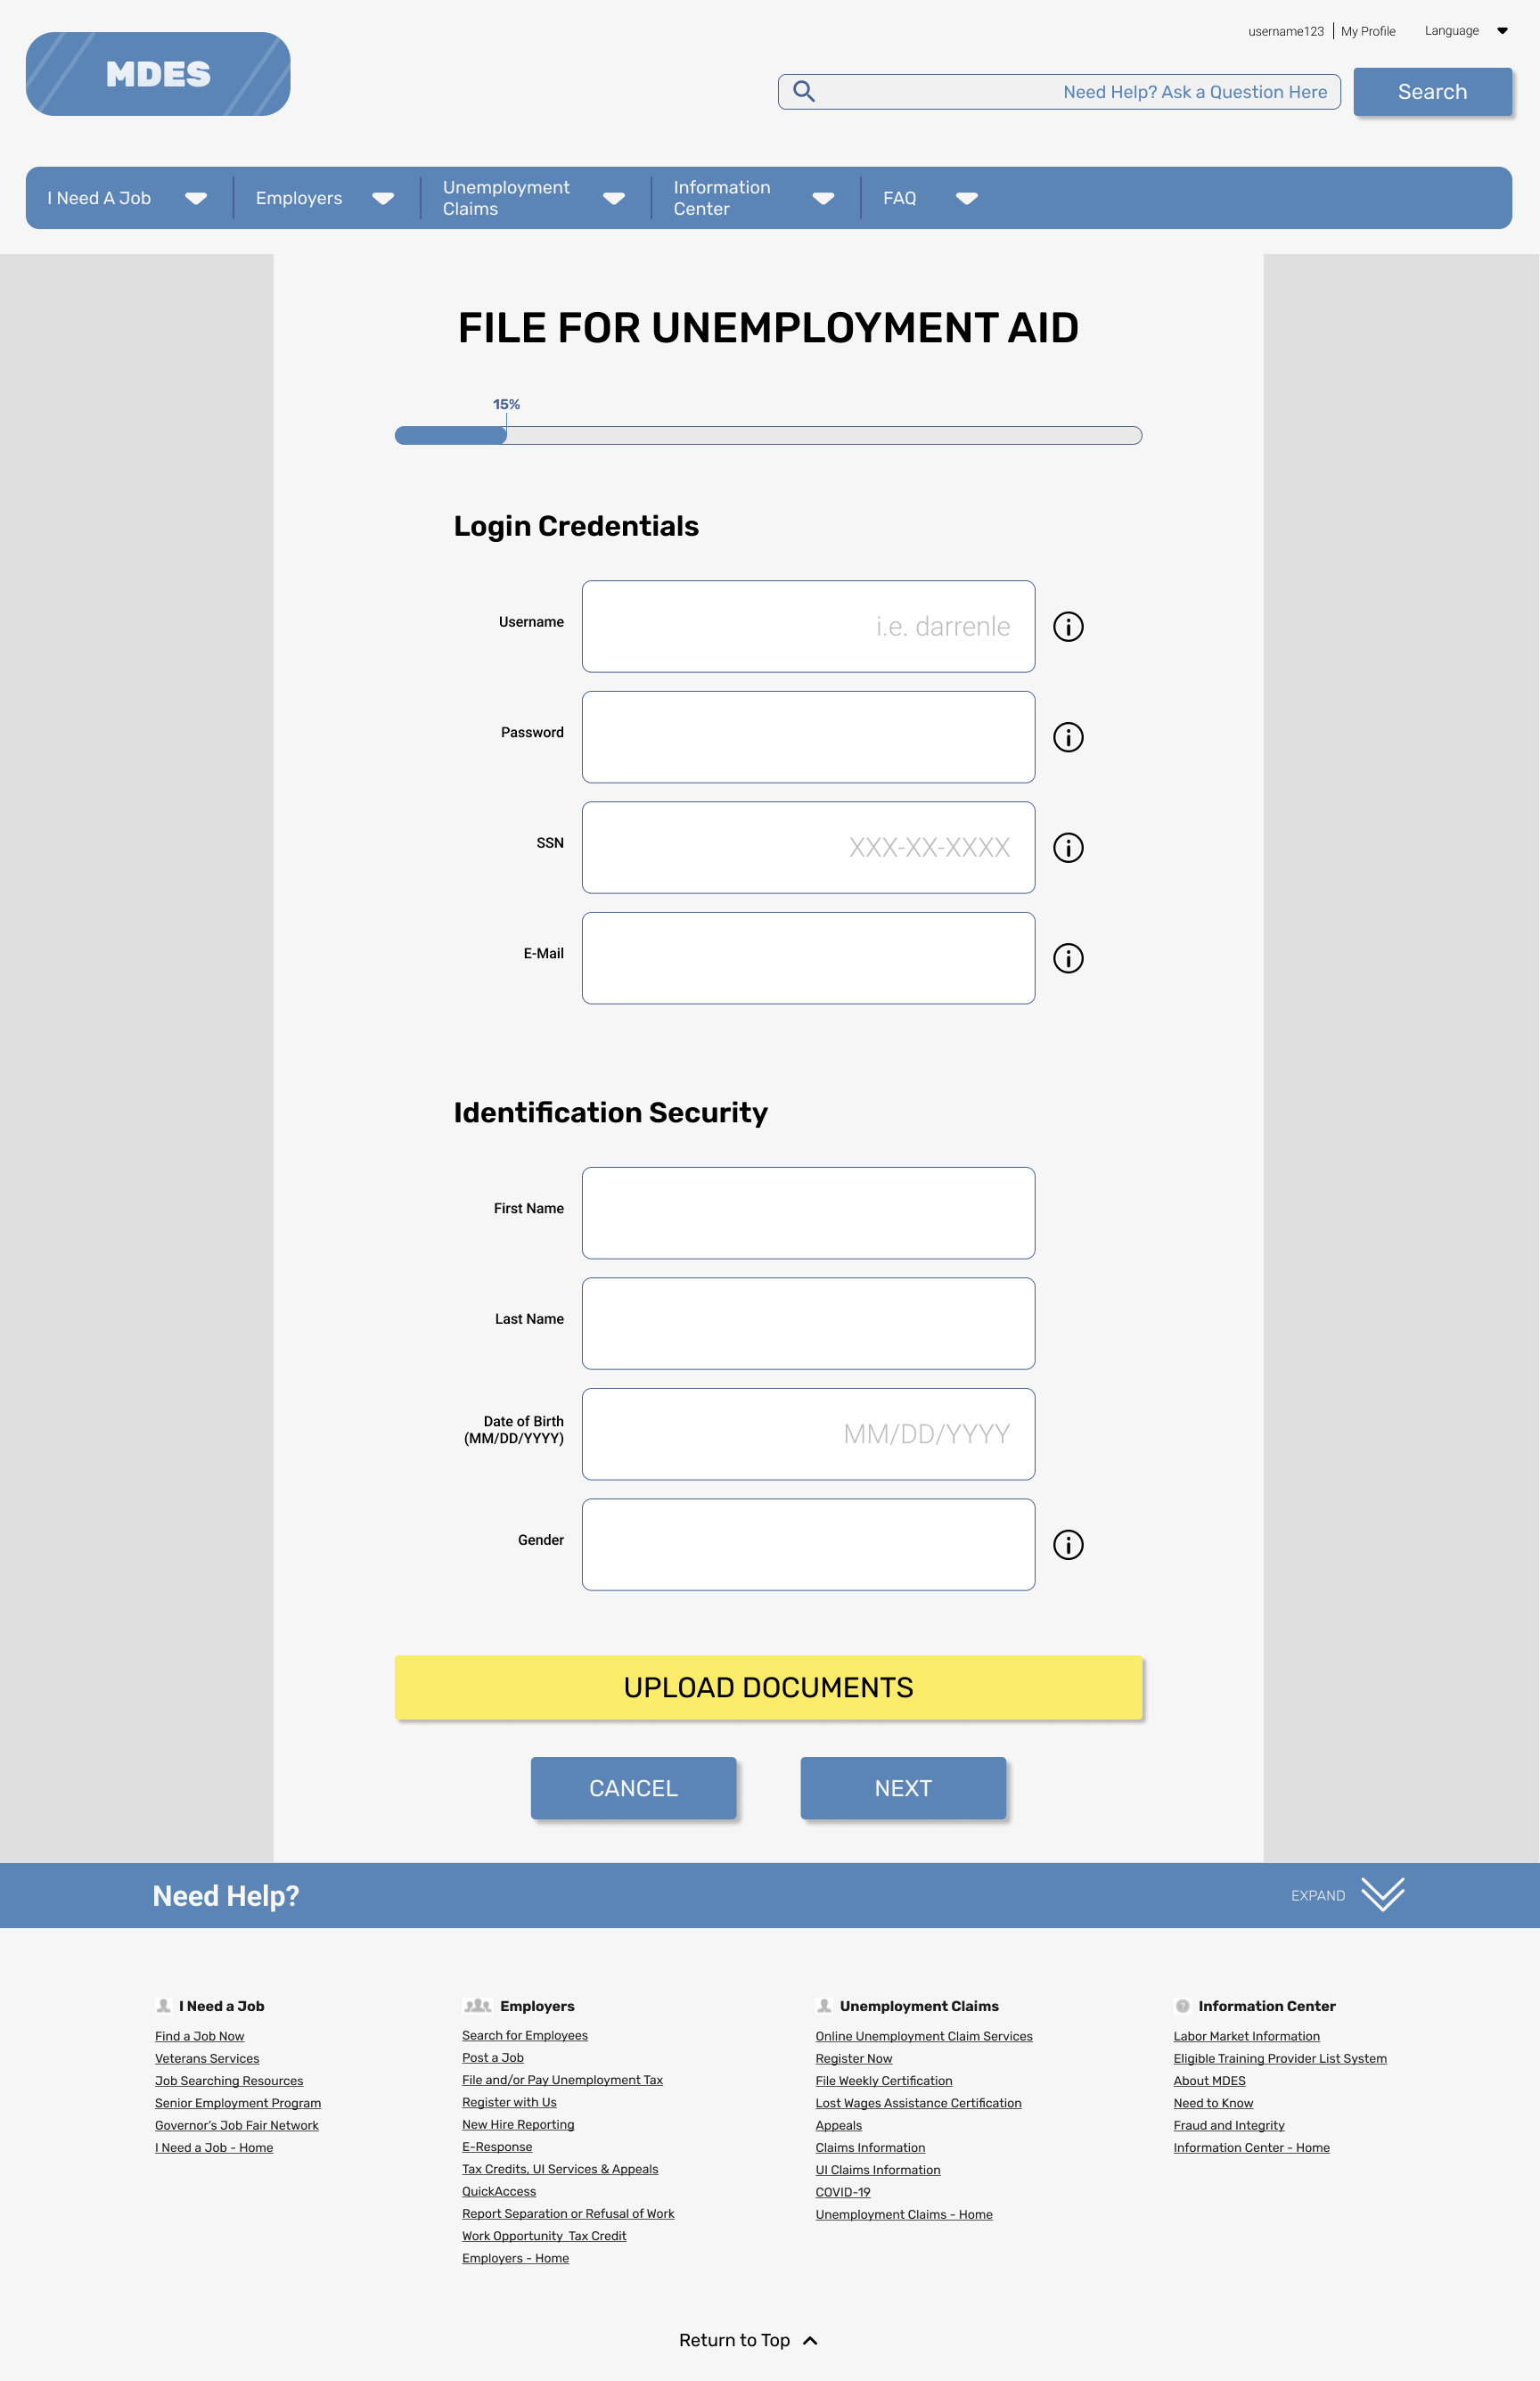 username123 | My Profile Language
MDES
Need Help? Ask a Question Here
Search
I Need A Job
Employers
Unemployment
Claims
Information
Center
FAQ
FILE FOR UNEMPLOYMENT AID
15%
Login Credentials
Username
i.e. darrenle
Password
SSN
XXX-XX-XXXX
E-Mail
Identification Security
First Name
Last Name
Date of Birth
(MM/DD/YYYY)
MM/DD/YYYY
Gender
UPLOAD DOCUMENTS
CANCEL
NEXT
Need Help?
EXPAND
I Need a Job
Find a Job Now
Veterans Services
Job Searching Resources
Senior Employment Program
Governor's Job Fair Network
I Need a Job - Home
Employers
Search for Employees
Post a Job
File and/or Pay Unemployment Tax
Register with Us
New Hire Reporting
E-Response
Tax Credits, UI Services & Appeals
QuickAccess
Report Separation or Refusal of Work
Work Opportunity Tax Credit
Employers - Home
Unemployment Claims
Online Unemployment Claim Services
Register Now
File Weekly Certification
Lost Wages Assistance Certification
Appeals
Claims Information
UI Claims Information
COVID-19
Unemployment Claims - Home
Information Center
Labor Market Information
Eligible Training Provider List System
About MDES
Need to Know
Fraud and Integrity
Information Center - Home
Return to Top